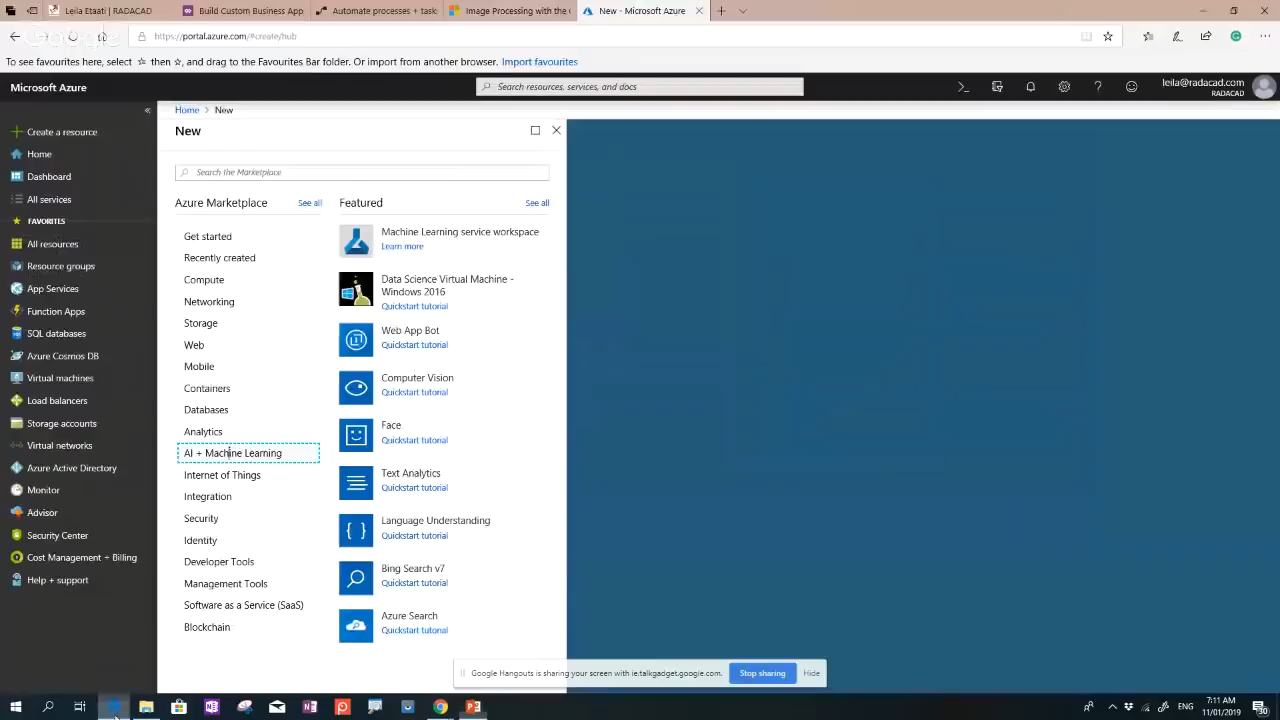 Leila Stani | RADACAD
Business App
Automate processes + task
Image Processing with the C
New - Microsoft Azure
https://portal.azure.com/#create/hub
To see favourites here, select ☆ then ☆, and drag to the Favourites Bar folder. Or import from another browser. Import favourites
Microsoft Azure
Search resources, services, and docs
leila@radacad.com
RADACAD
Create a resource
Home
Dashboard
All services
FAVORITES
All resources
Resource groups
App Services
Function Apps
SQL databases
Azure Cosmos DB
Virtual machines
Load balancers
Storage accounts
Virtual networks
Azure Active Directory
Monitor
Advisor
Security Center
Cost Management + Billing
Help + support
Home > New
New
Search the Marketplace
Azure Marketplace See all
Get started
Recently created
Compute
Networking
Storage
Web
Mobile
Containers
Databases
Analytics
AI + Machine Learning
Internet of Things
Integration
Security
Identity
Developer Tools
Management Tools
Software as a Service (SaaS)
Blockchain
Featured See all
Machine Learning service workspace
Learn more
Data Science Virtual Machine -
Windows 2016
Quickstart tutorial
Web App Bot
Quickstart tutorial
Computer Vision
Quickstart tutorial
Face
Quickstart tutorial
Text Analytics
Quickstart tutorial
Language Understanding
Quickstart tutorial
Bing Search v7
Quickstart tutorial
Azure Search
Quickstart tutorial
Google Hangouts is sharing your screen with ie.talkgadget.google.com.
Stop sharing
Hide
ENG
7:11 AM
11/01/2019